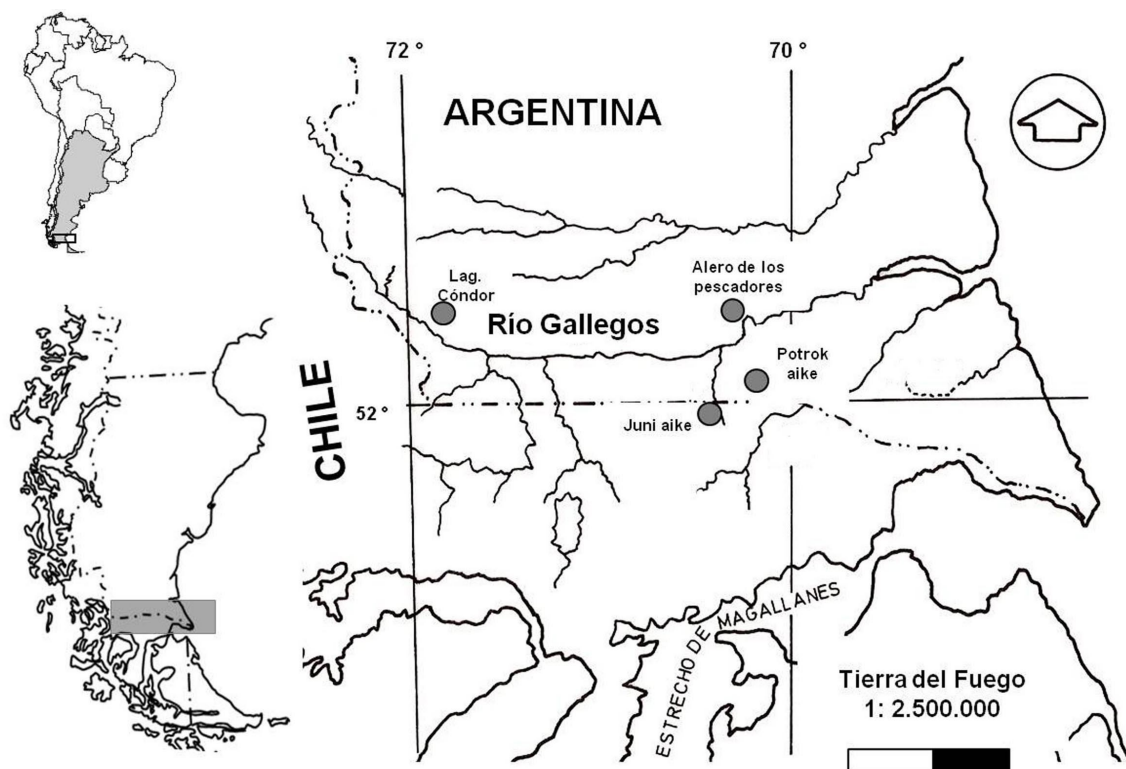 72 °
70 °
ARGENTINA
Lag.
Cóndor
Alero de los
pescadores
Río Gallegos
Potrok
aike
CHILE
52 °
Juni aike
ESTRECHO DE MAGALLANES
Tierra del Fuego
1: 2.500.000